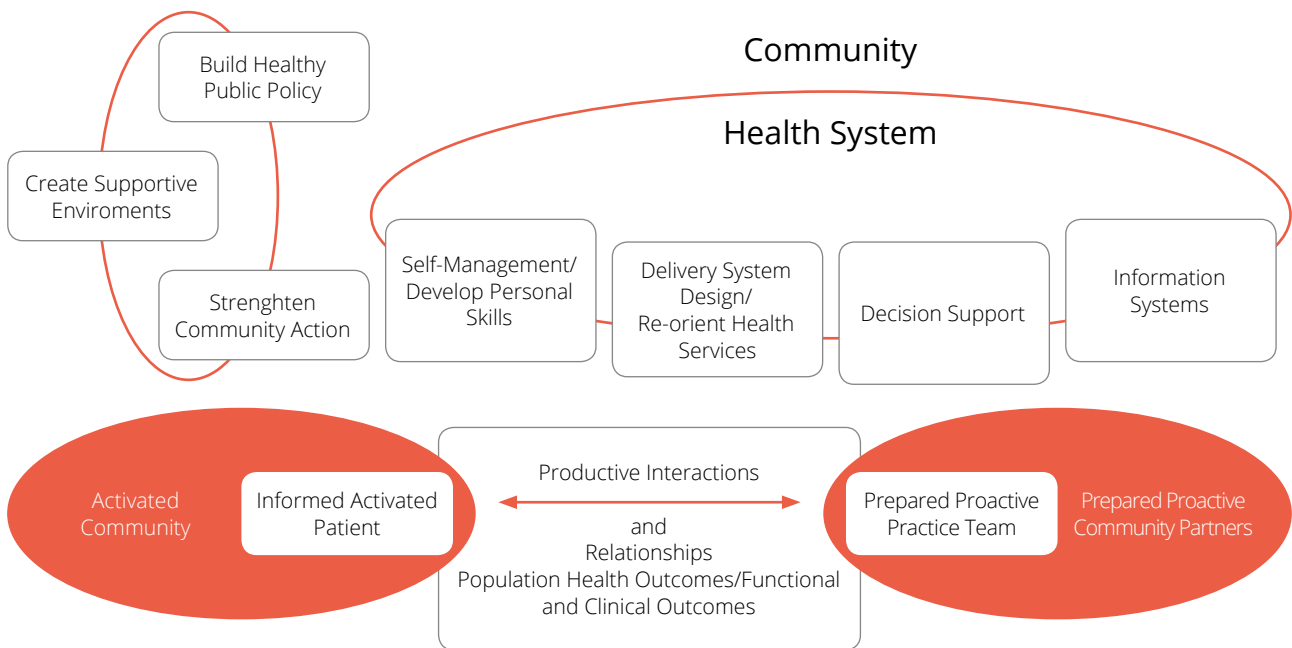 Build Healthy
Public Policy
Create Supportive
Enviroments
Strenghten
Community Action
Community
Health System
Self-Management/
Develop Personal
Skills
Delivery System
Design/
Re-orient Health
Services
Decision Support
Information
Systems
Activated
Community
Informed Activated
Patient
Productive Interactions
and
Relationships
Population Health Outcomes/Functional
and Clinical Outcomes
Prepared Proactive
Practice Team
Prepared Proactive
Community Partners